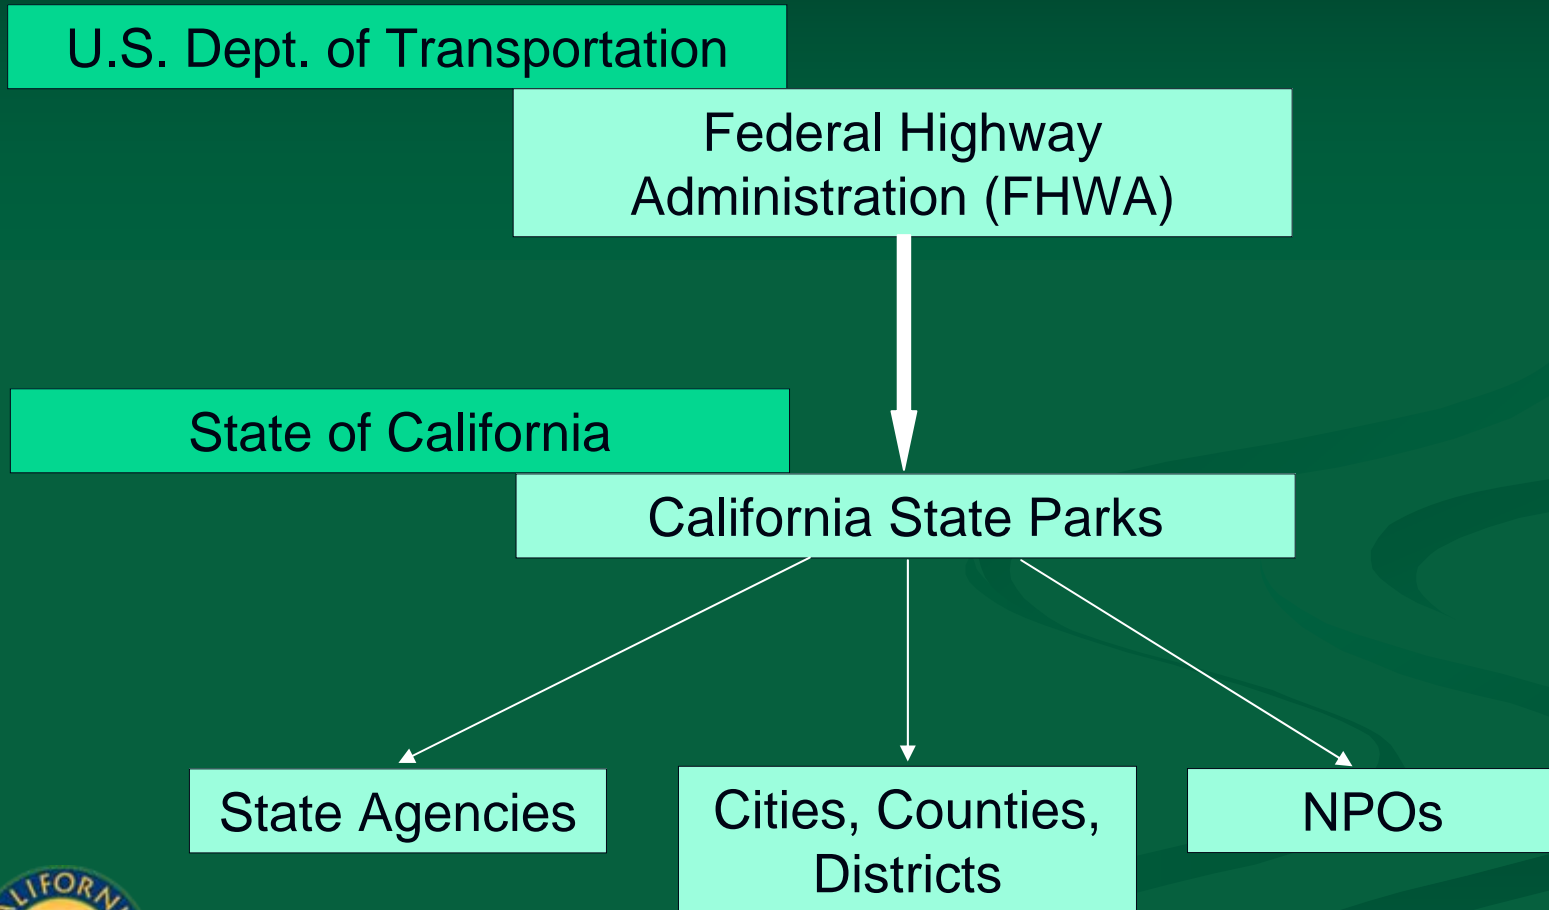 U.S. Dept. of Transportation
Federal Highway
Administration (FHWA)
State of California
California State Parks
State Agencies
Cities, Counties,
Districts
NPOs